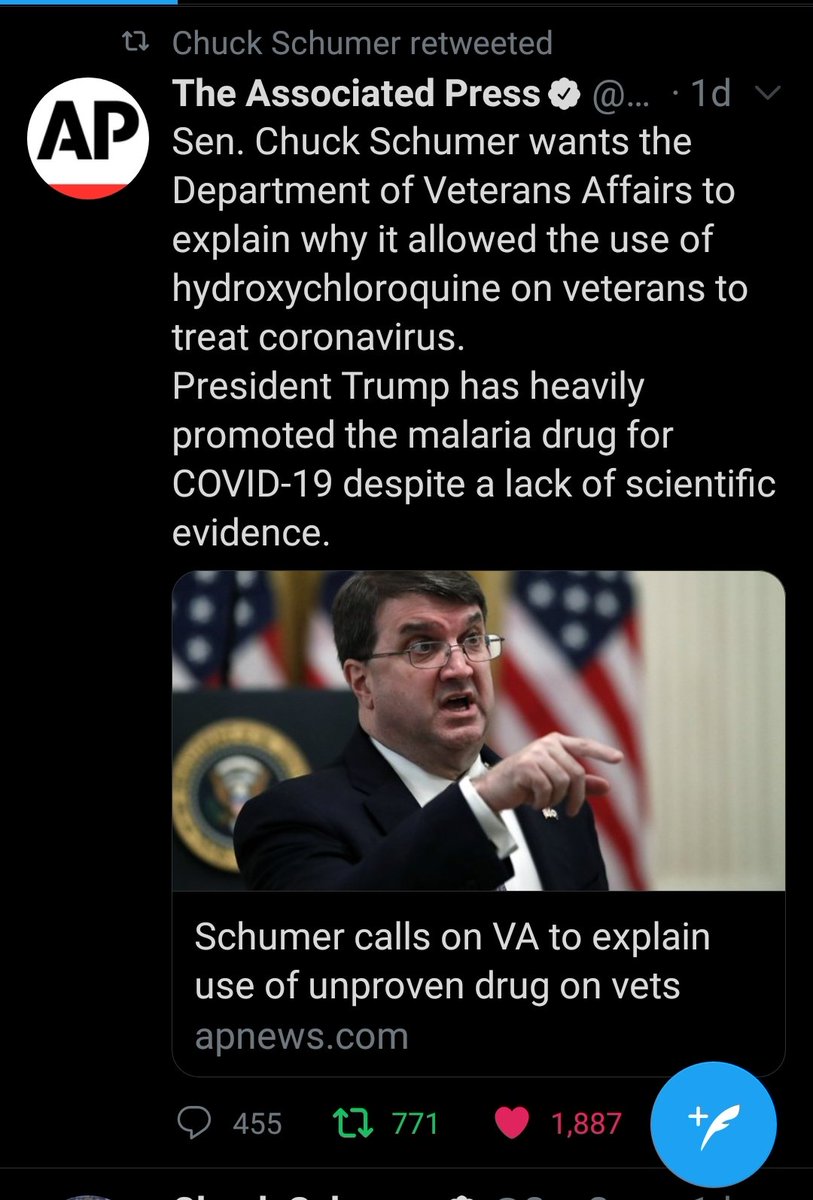 Chuck Schumer retweeted
The Associated Press @... · 1d
AP
Sen. Chuck Schumer wants the
Department of Veterans Affairs to
explain why it allowed the use of
hydroxychloroquine on veterans to
treat coronavirus.
President Trump has heavily
promoted the malaria drug for
COVID-19 despite a lack of scientific
evidence.
Schumer calls on VA to explain
use of unproven drug on vets
apnews.com
455 771 1,887